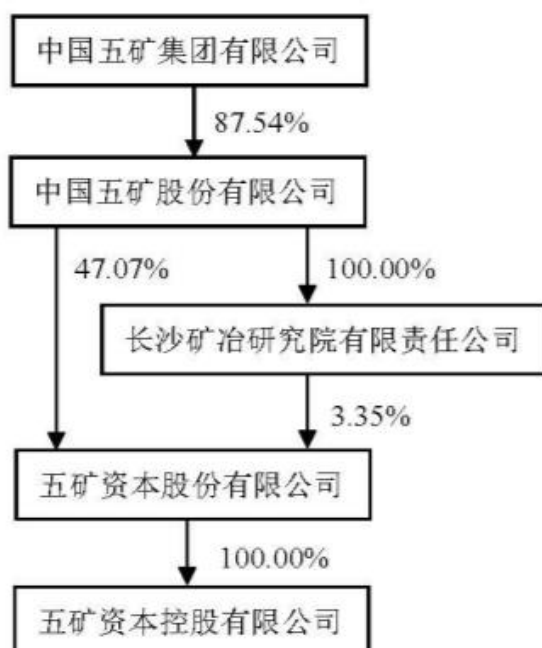 中国五矿集团有限公司
87.54%
中国五矿股份有限公司
47.07%
100.00%
长沙矿冶研究院有限责任公司
3.35%
五矿资本股份有限公司
100.00%
五矿资本控股有限公司